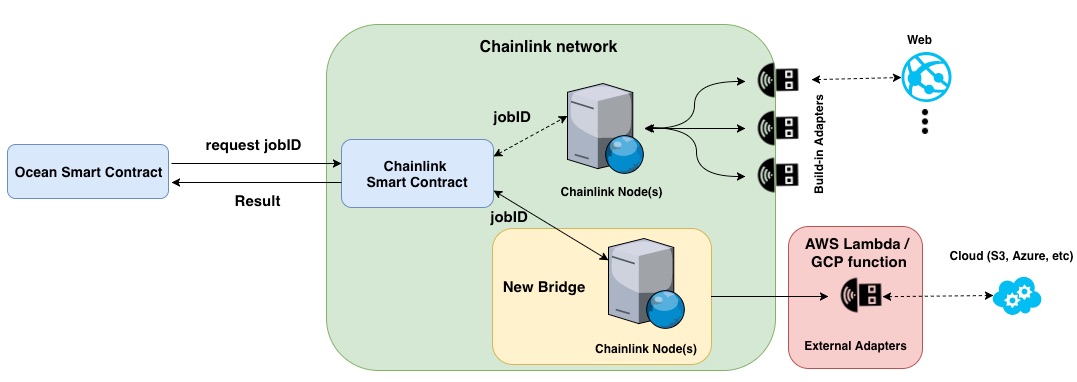 Chainlink network
Web
jobID
request jobID
Ocean Smart Contract
Chainlink
Smart Contract
Build-in Adapters
Chainlink Node(s)
Result
jobID
AWS Lambda /
GCP function
Cloud (S3, Azure, etc)
New Bridge
Chainlink Node(s)
External Adapters